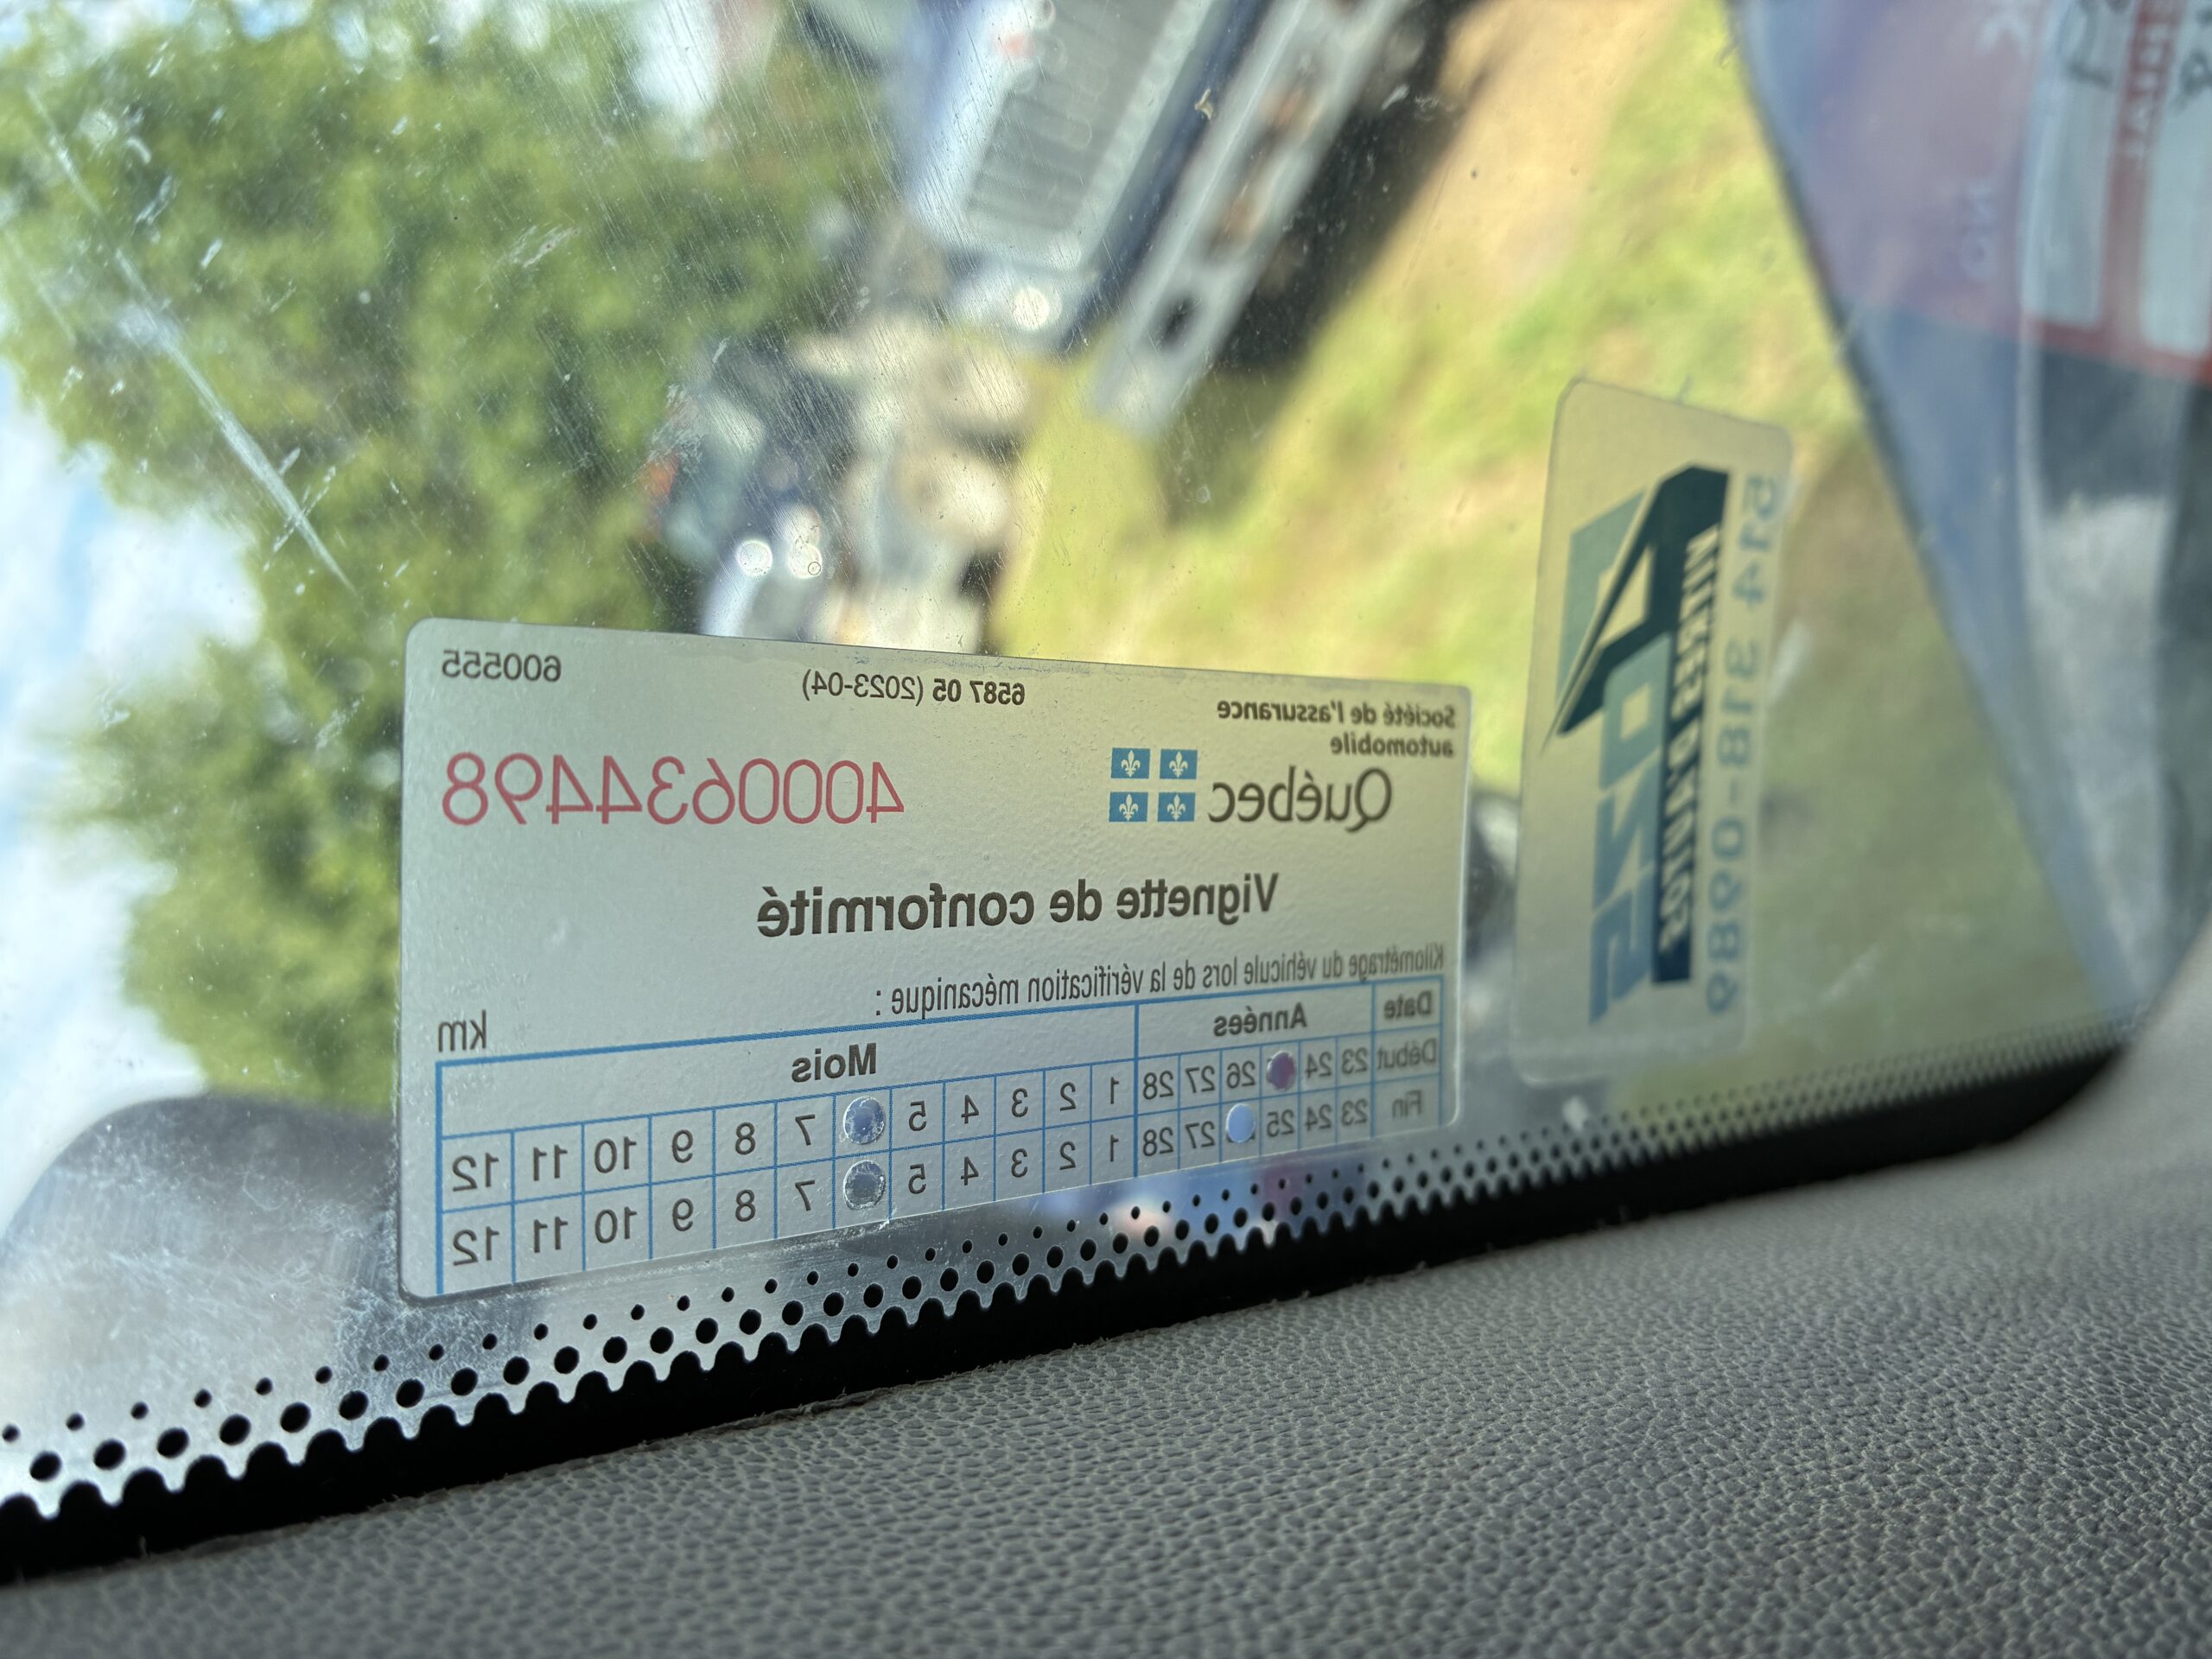 Société de l'assurance
automobile
Québec
6587 05 (2023-04) 600555
4000634498
Vignette de conformité
Kilométrage du véhicule lors de la vérification mécanique : km
Date Années Mois
Début 23 24 26 27 28 1 2 3 4 5 7 8 9 10 11 12
Fin 23 24 25 27 28 1 2 3 4 5 7 8 9 10 11 12